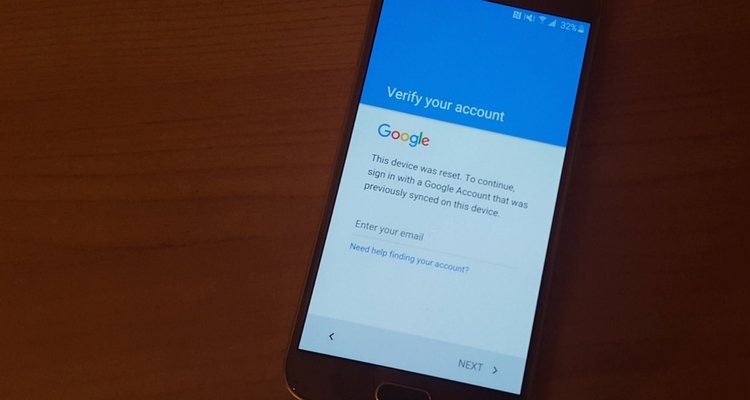 32%
Verify your account
Google
This device was reset. To continue,
sign in with a Google Account that was
previously synced on this device.
Enter your email
Need help finding your account?
NEXT